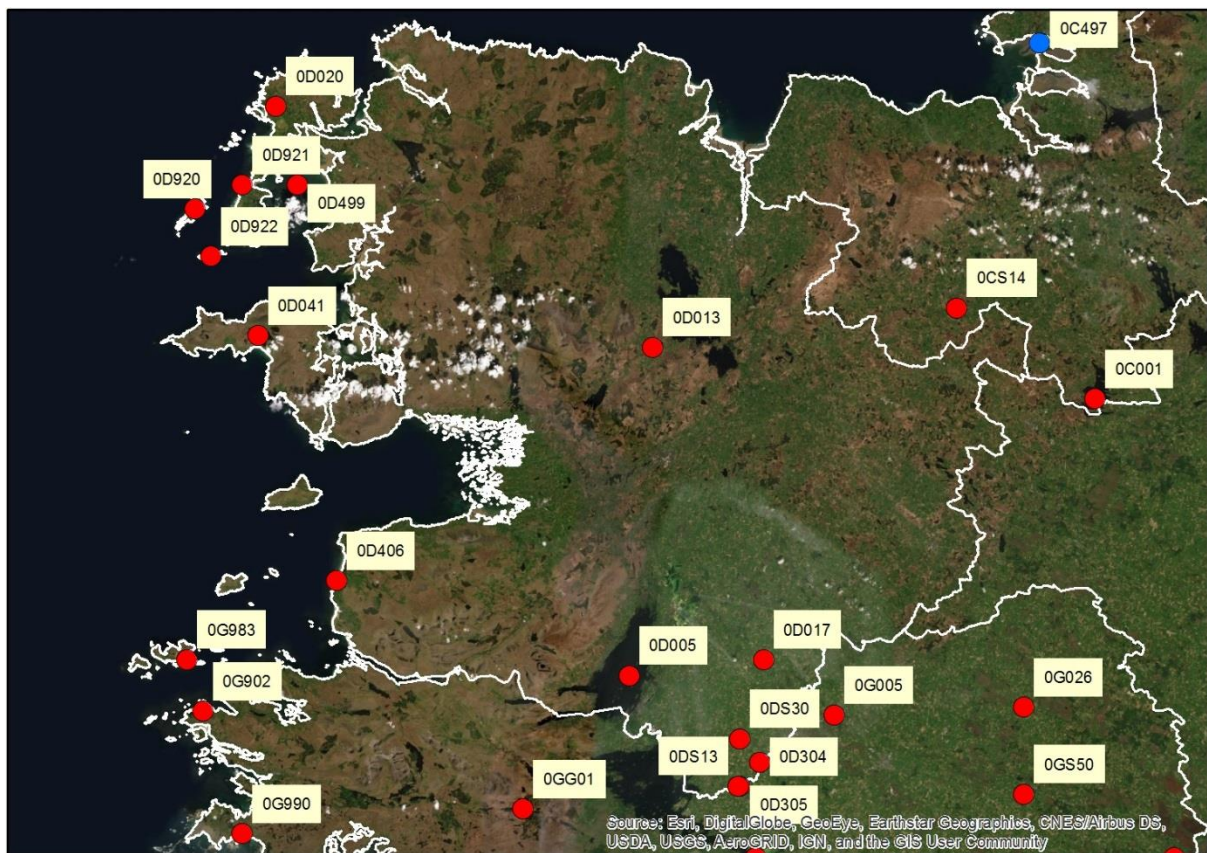 0C497
0D020
0D921
0D920
0D499
0D922
0CS14
0D041
0D013
0C001
0D406
0G983
0D005
0D017
0G902
0G005
0G026
0DS30
0DS13
0D304
0GS50
0GG01
0G990
0D305
Source: Esri, DigitalGlobe, GeoEye, Earthstar Geographics, CNES/Airbus DS,
USDA, USGS, AeroGRID, IGN, and the GIS User Community